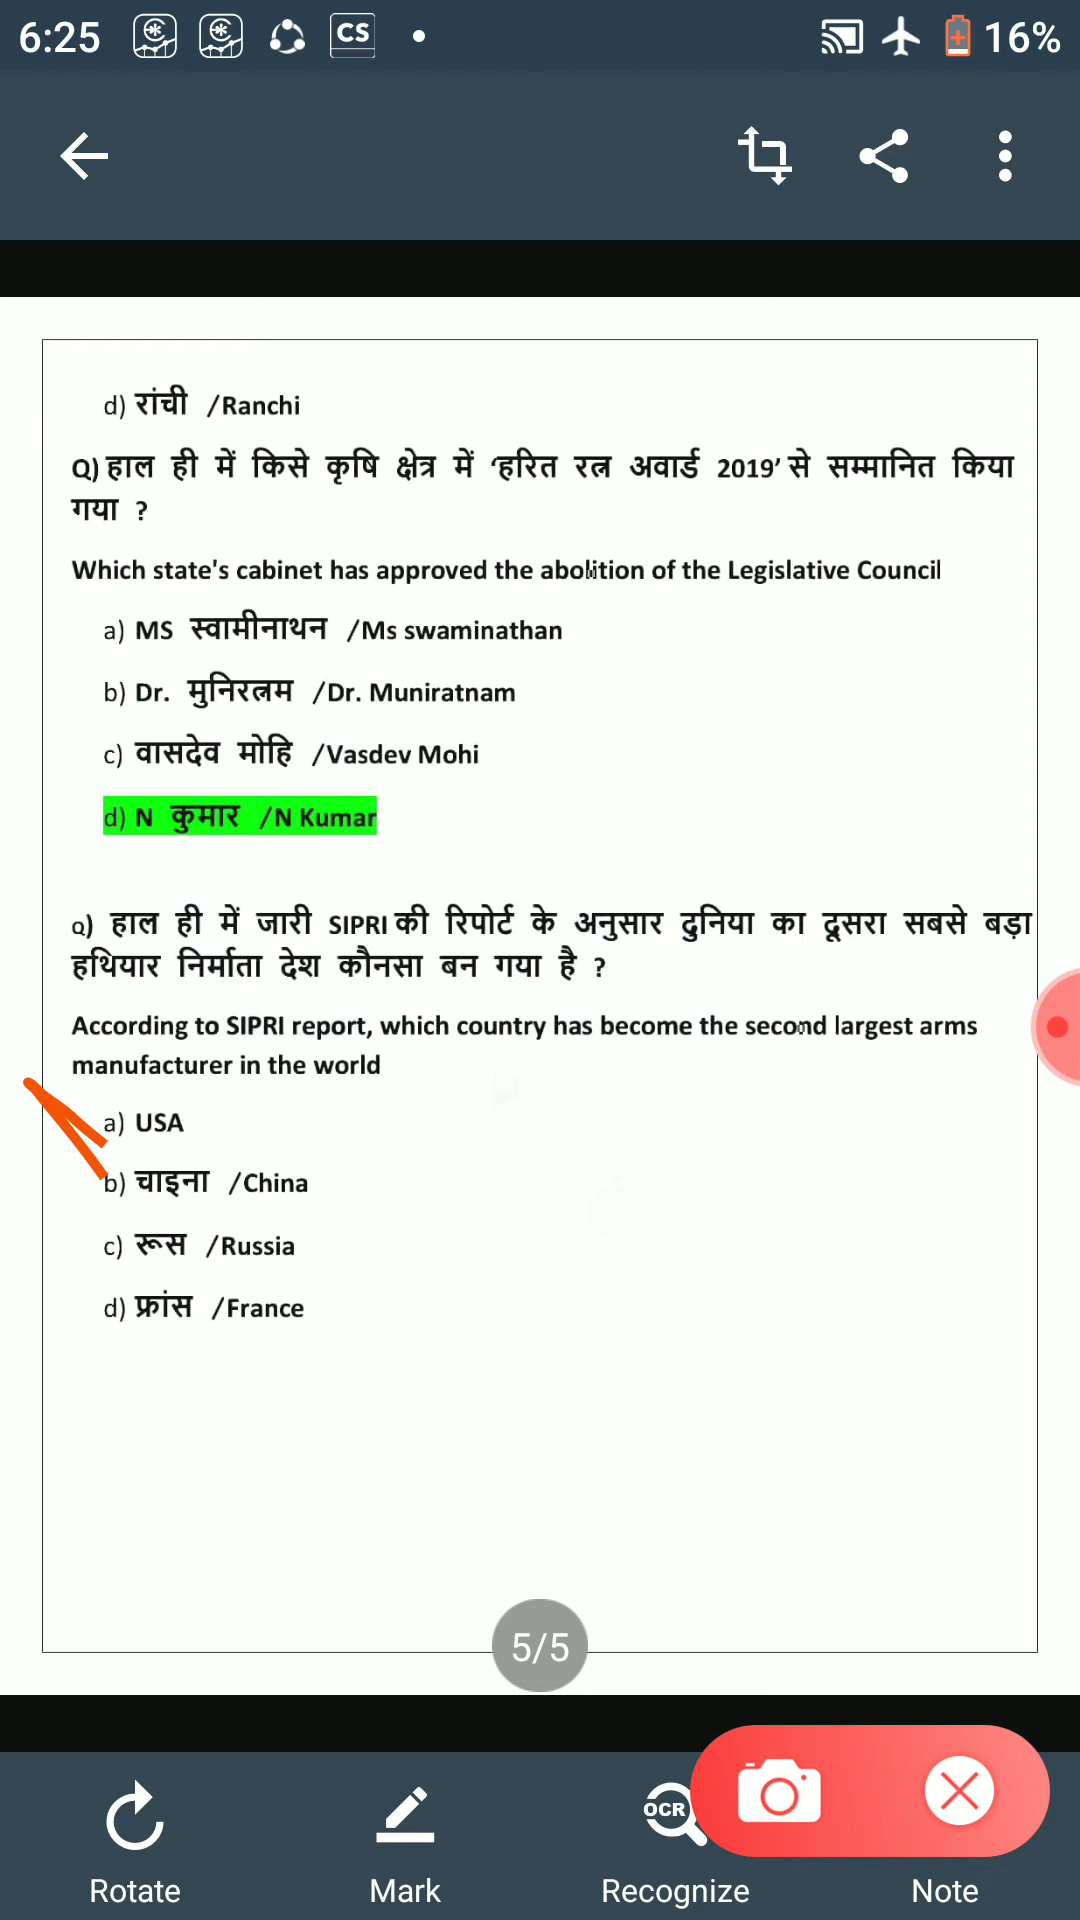 6:25 CS 16%
d) रांची /Ranchi
Q) हाल ही में किसे कृषि क्षेत्र में ‘हरित रत्न अवार्ड 2019’ से सम्मानित किया
गया ?
Which state's cabinet has approved the abolition of the Legislative Council
a) MS स्वामीनाथन /Ms swaminathan
b) Dr. मुनिरत्नम /Dr. Muniratnam
c) वासदेव मोहि /Vasdev Mohi
d) N कुमार /N Kumar
Q) हाल ही में जारी SIPRI की रिपोर्ट के अनुसार दुनिया का दूसरा सबसे बड़ा
हथियार निर्माता देश कौनसा बन गया है ?
According to SIPRI report, which country has become the second largest arms
manufacturer in the world
a) USA
b) चाइना /China
c) रूस /Russia
d) फ्रांस /France
5/5
OCR
Rotate Mark Recognize Note